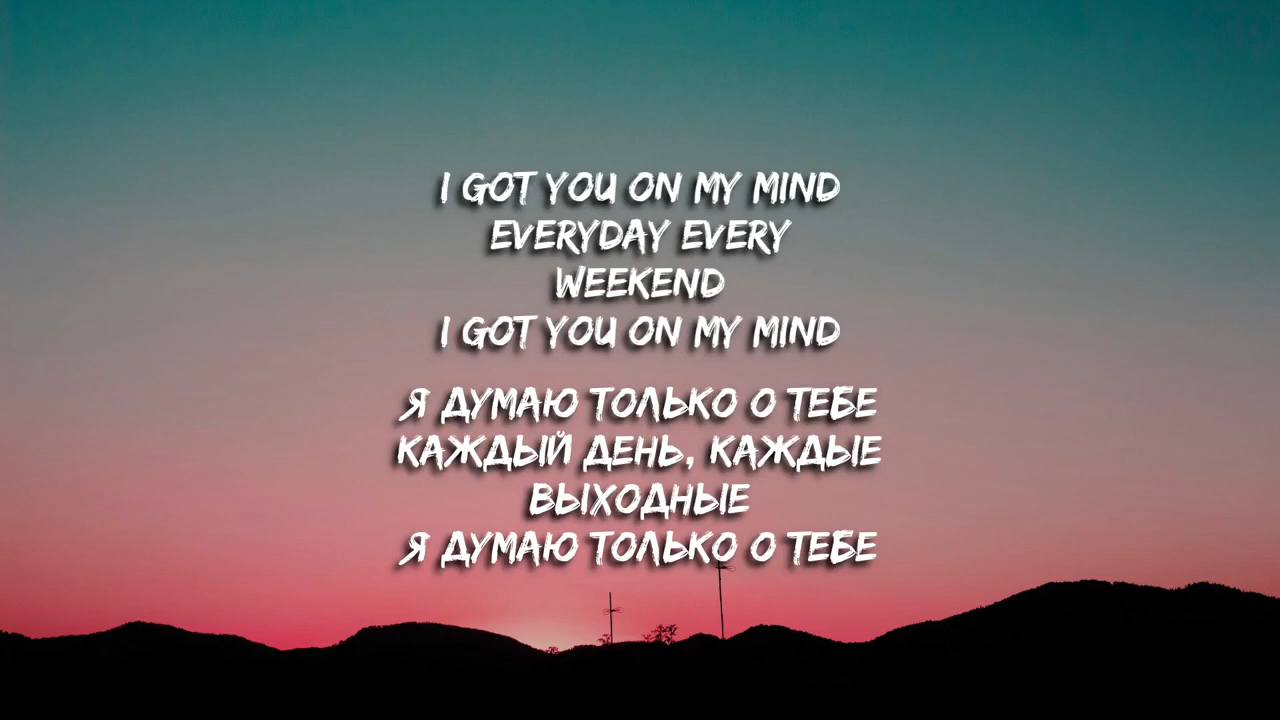 I GOT YOU ON MY MIND
EVERYDAY EVERY
WEEKEND
I GOT YOU ON MY MIND
Я ДУМАЮ ТОЛЬКО О ТЕБЕ
КАЖДЫЙ ДЕНЬ, КАЖДЫЕ
ВЫХОДНЫЕ
Я ДУМАЮ ТОЛЬКО О ТЕБЕ